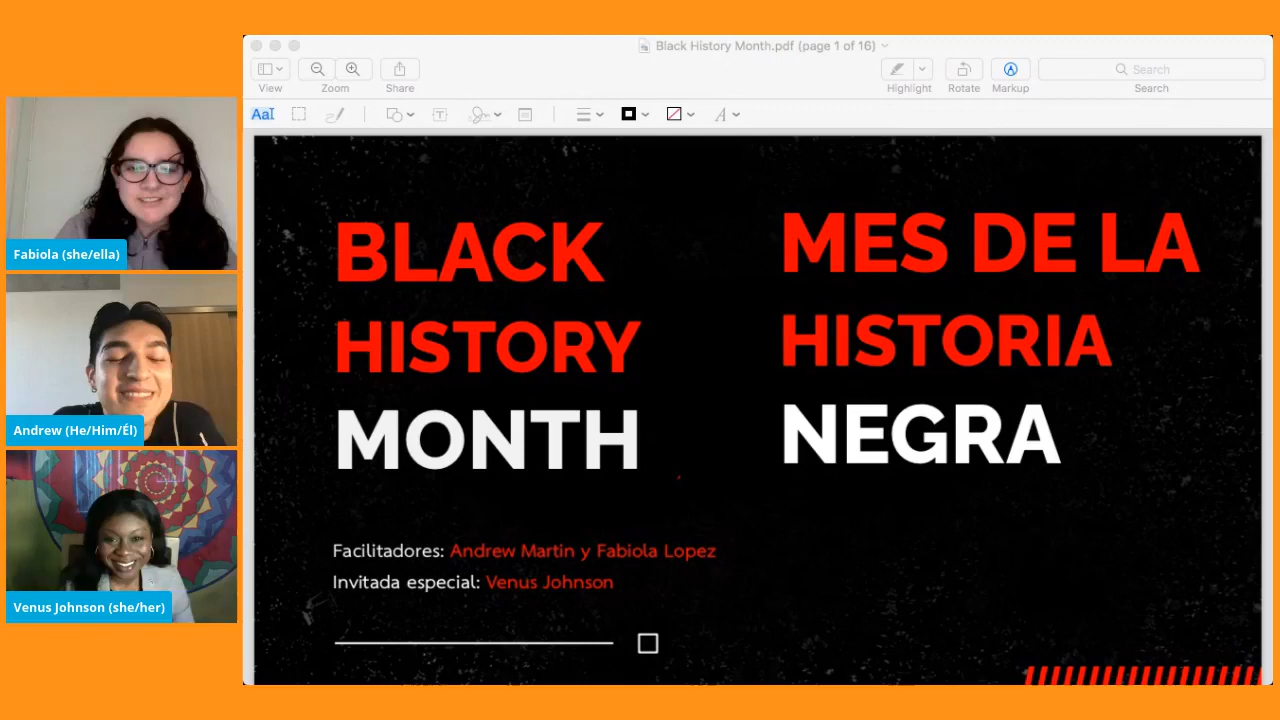 Black History Month.pdf (page 1 of 16)
View
Zoom
Share
Highlight
Rotate
Markup
Search
Search
AaI
T
A
Fabiola (she/ella)
Andrew (He/Him/Él)
Venus Johnson (she/her)
BLACK
HISTORY
MONTH
MES DE LA
HISTORIA
NEGRA
Facilitadores: Andrew Martin y Fabiola Lopez
Invitada especial: Venus Johnson